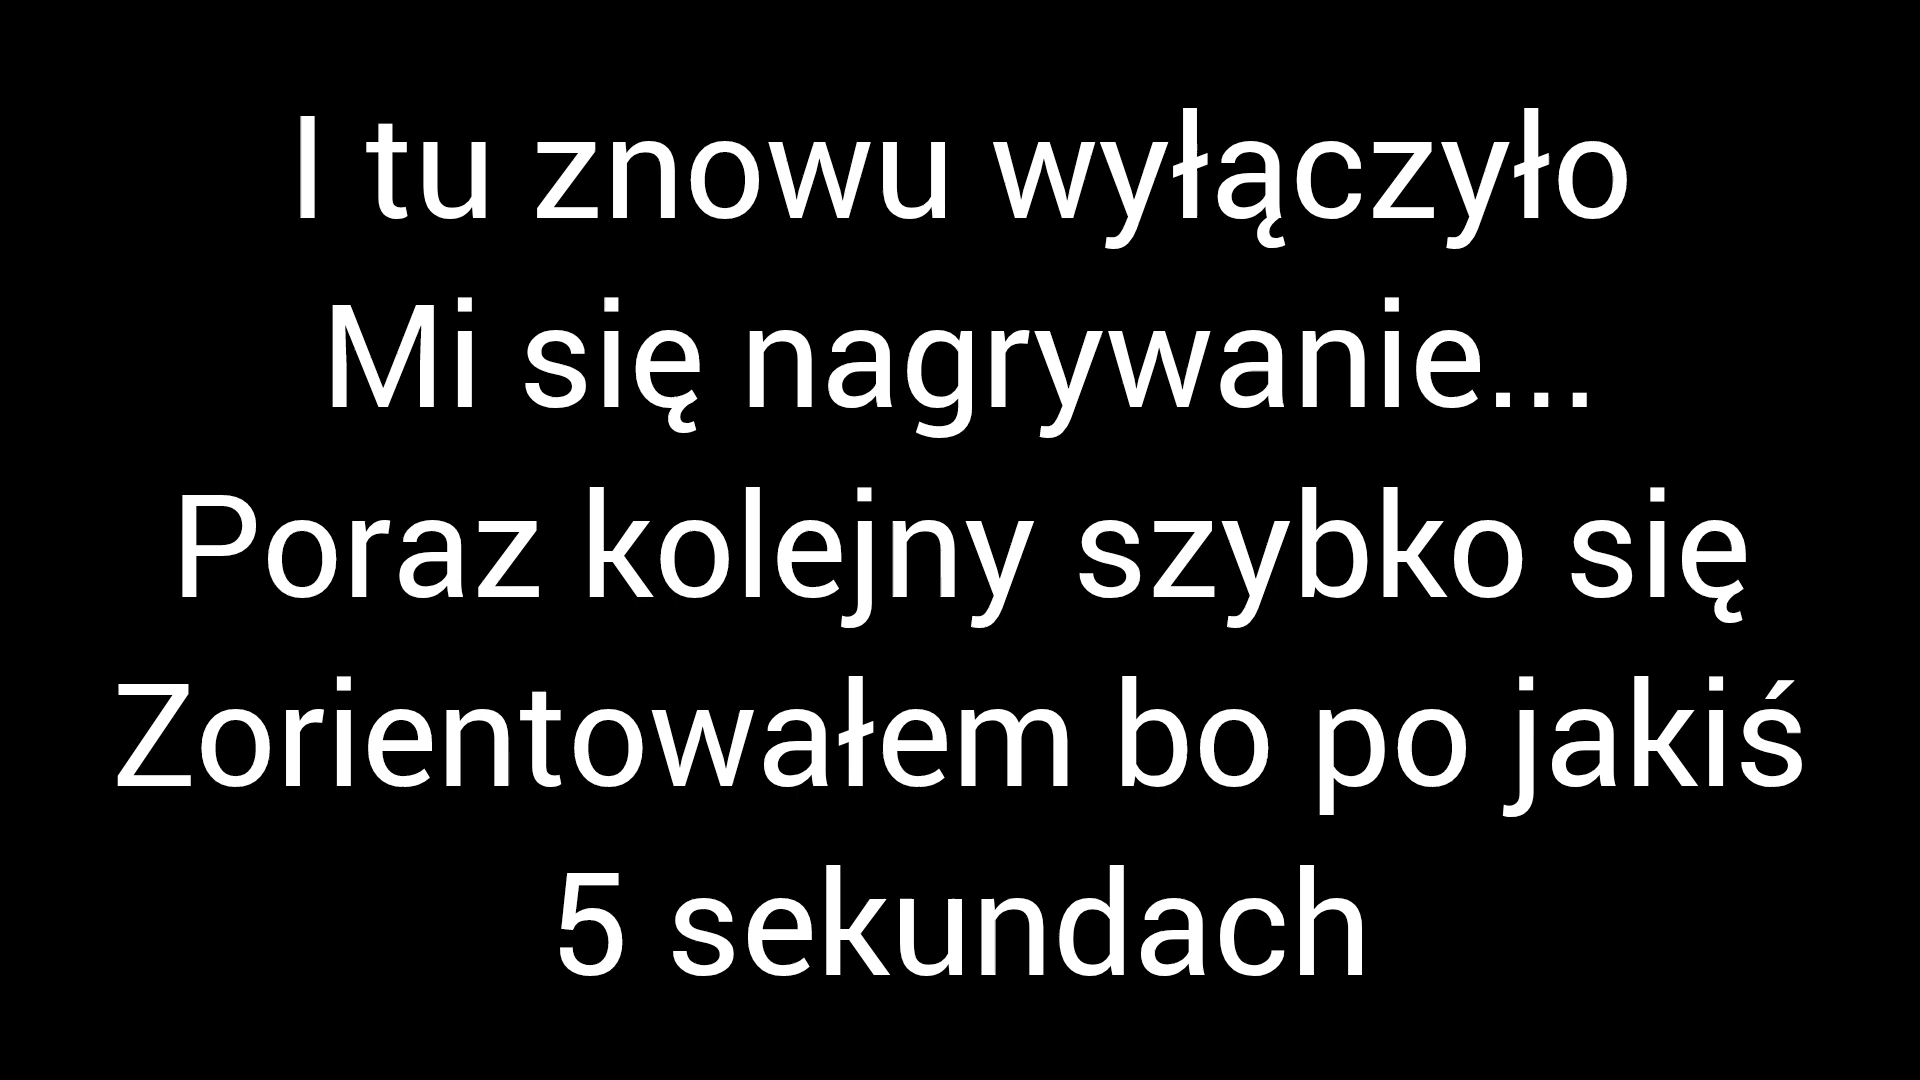 I tu znowu wyłączyło
Mi się nagrywanie...
Poraz kolejny szybko się
Zorientowałem bo po jakiś
5 sekundach